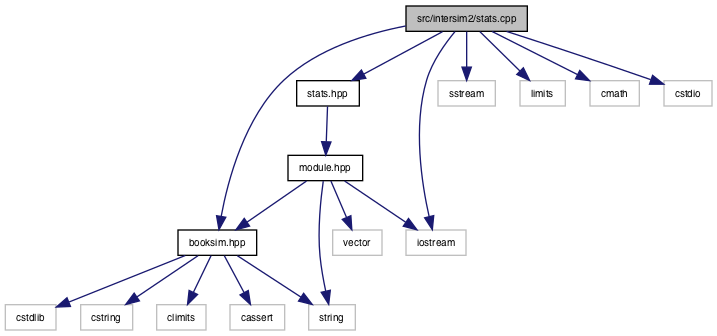 src/intersim2/stats.cpp
stats.hpp
sstream
limits
cmath
cstdio
module.hpp
booksim.hpp
vector
iostream
cstdlib
cstring
climits
cassert
string